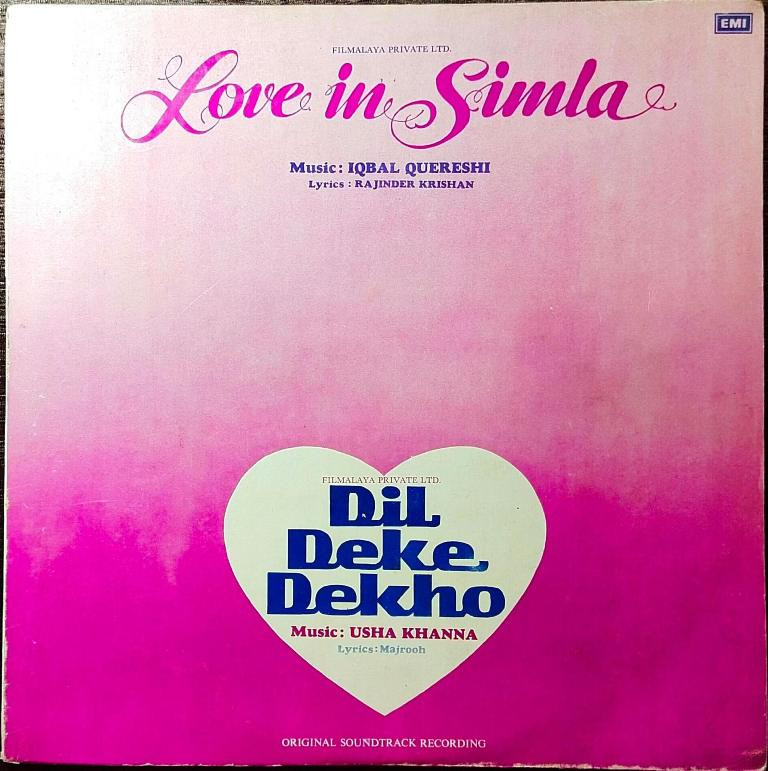 EMI
FILMALAYA PRIVATE LTD.
Love in Simla
Music: IQBAL QUERESHI
Lyrics: RAJINDER KRISHAN
FILMALAYA PRIVATE LTD.
Dil
Deke
Dekho
Music: USHA KHANNA
Lyrics: Majrooh
ORIGINAL SOUNDTRACK RECORDING